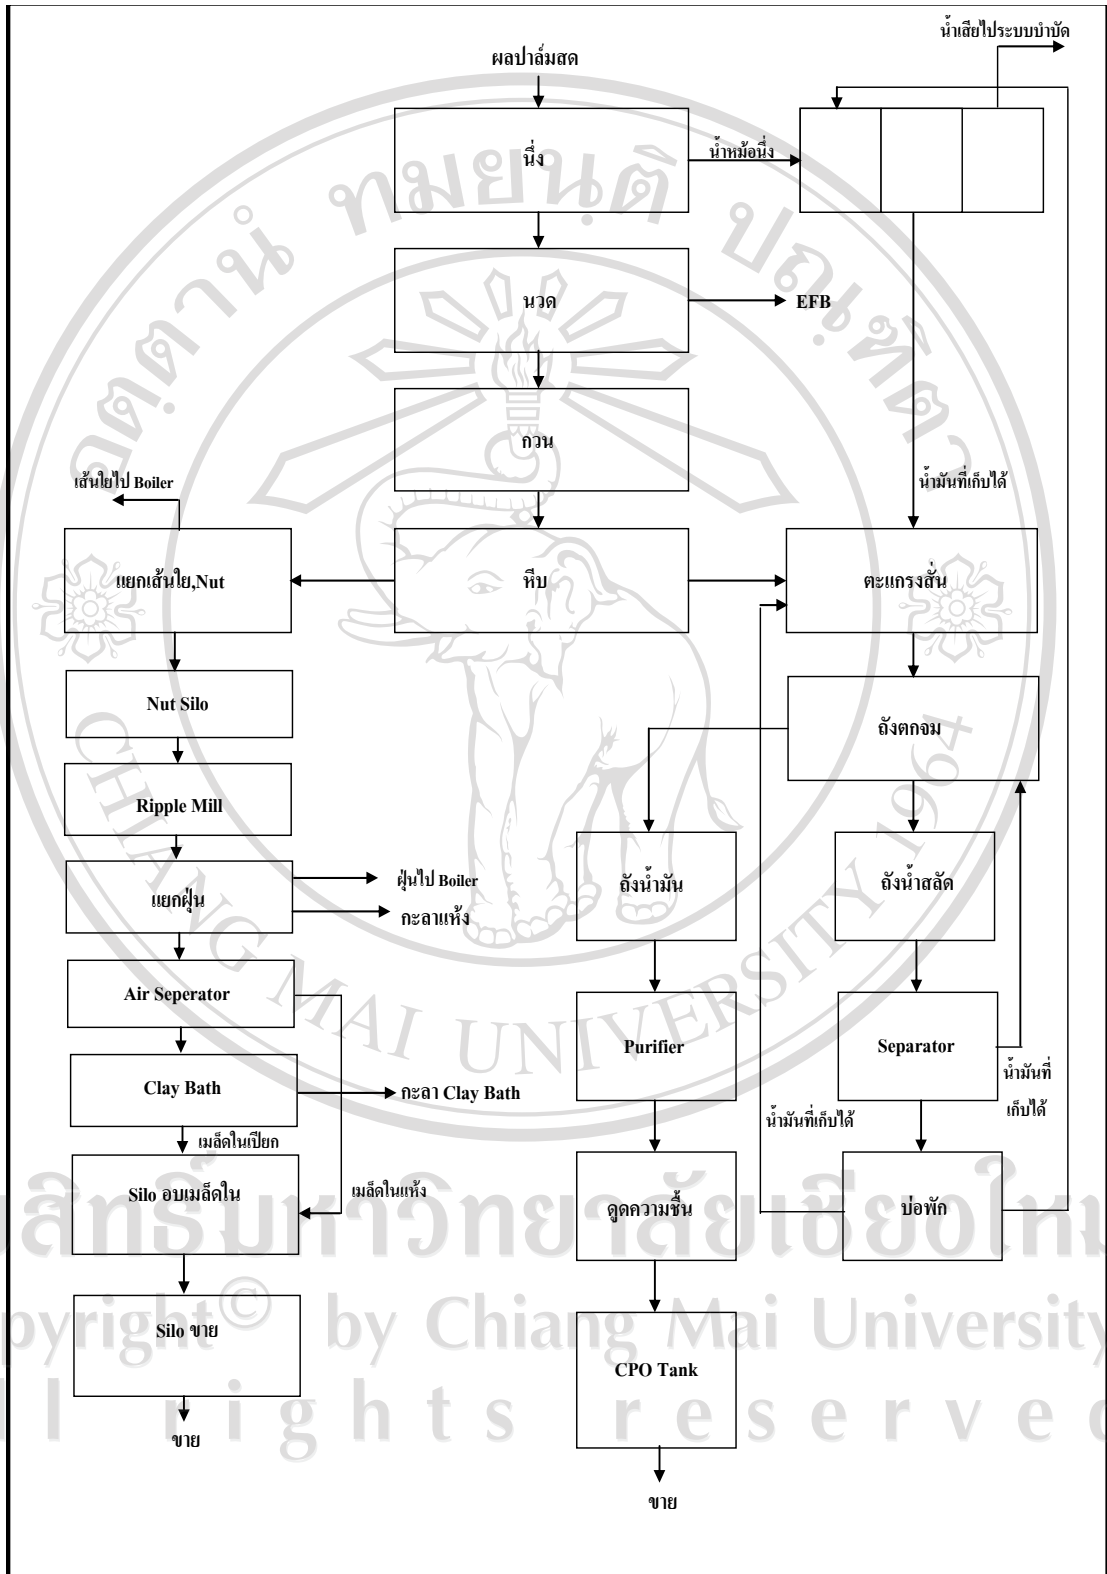 น้ำเสียไประบบบำบัด
ผลปาล์มสด
นึ่ง
น้ำหม้อนึ่ง
นวด
EFB
กวน
เส้นใยไป Boiler
น้ำมันที่เก็บได้
แยกเส้นใย,Nut
หีบ
ตะแกรงสั่น
Nut Silo
ถังตกจม
Ripple Mill
แยกฝุ่น
ฝุ่นไป Boiler
กะลาแห้ง
ถังน้ำมัน
ถังน้ำสลัด
Air Seperator
Purifier
Separator
Clay Bath
กะลา Clay Bath
น้ำมันที่
เก็บได้
น้ำมันที่เก็บได้
เมล็ดในเปียก
Silo อบเมล็ดใน
เมล็ดในแห้ง
ดูดความชื้น
บ่อพัก
Silo ขาย
CPO Tank
ขาย
ขาย
CHIANG MAI UNIVERSITY 1964
สิทธิ์มหาวิทยาลัยเชียงใหม่
pyright © by Chiang Mai University
l rights reserved